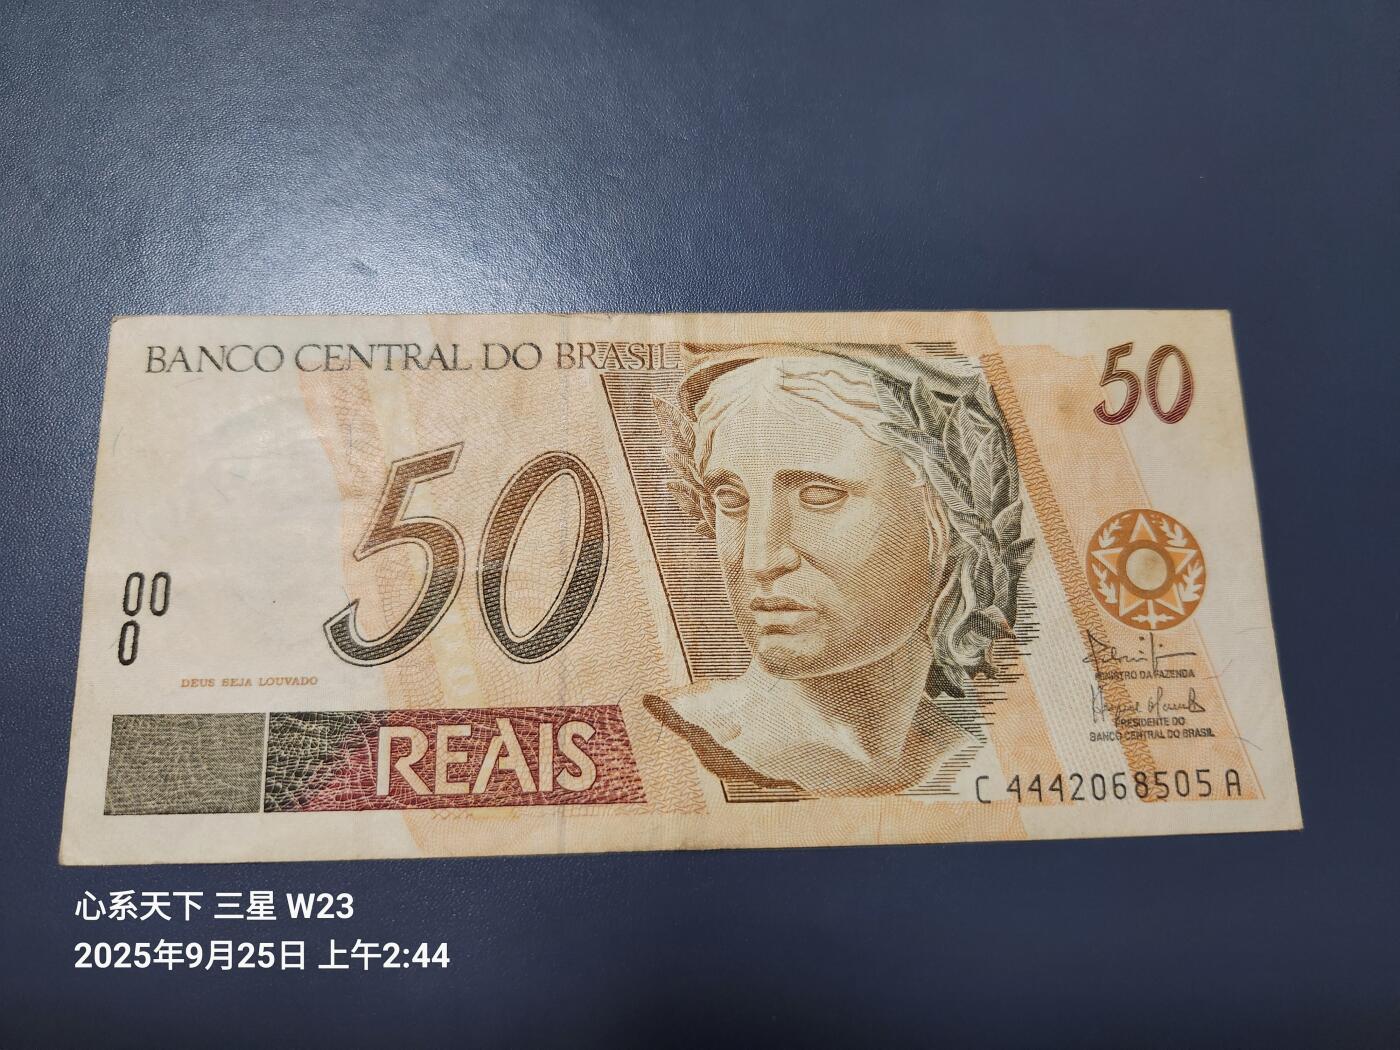 BANCO CENTRAL DO BRASIL
50
50
00
0
DEUS SEJA LOUVADO
REAIS
MINISTRO DA FAZENDA
PRESIDENTE DO
BANCO CENTRAL DO BRASIL
C 4442068505 A
心系天下 三星 W23
2025年9月25日 上午2:44